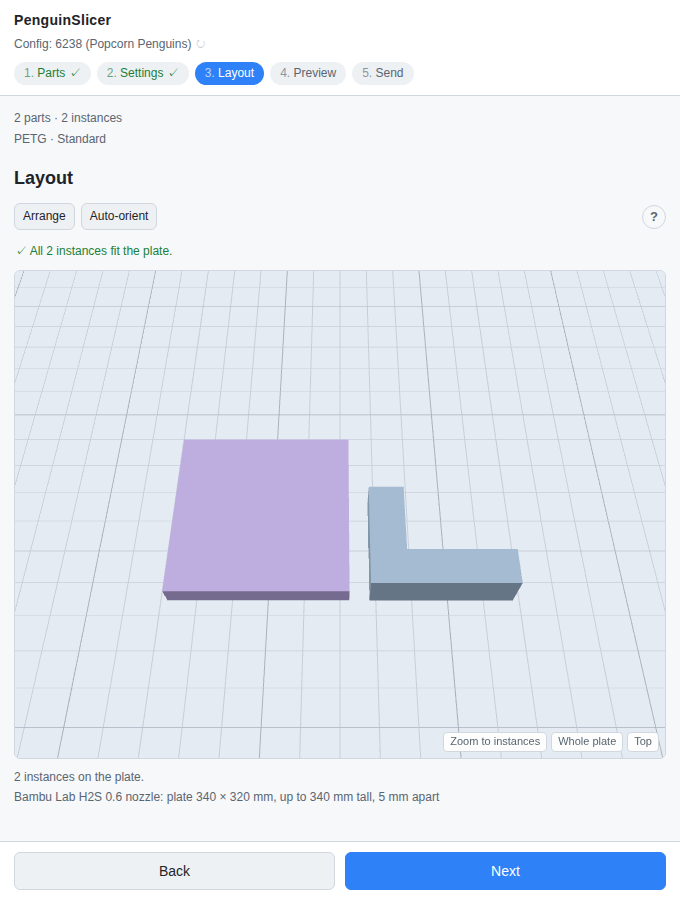 PenguinSlicer
Config: 6238 (Popcorn Penguins)
1. Parts ✓ 2. Settings ✓ 3. Layout 4. Preview 5. Send
2 parts · 2 instances
PETG · Standard
Layout
Arrange Auto-orient ?
✓ All 2 instances fit the plate.
Zoom to instances Whole plate Top
2 instances on the plate.
Bambu Lab H2S 0.6 nozzle: plate 340 × 320 mm, up to 340 mm tall, 5 mm apart
Back Next